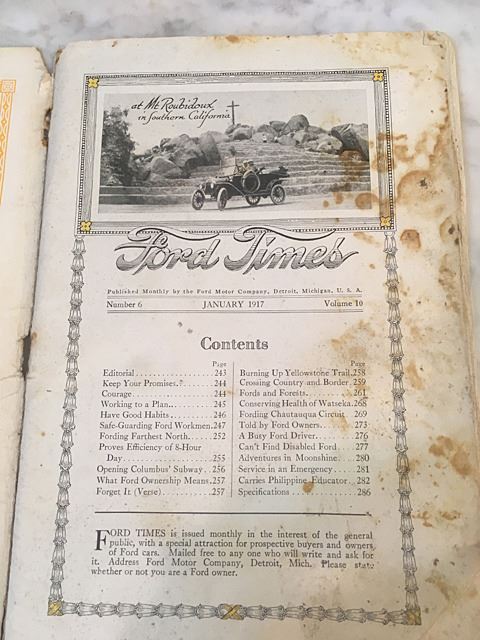 at Mt Roubidoux
in Southern California
Ford Times
Published Monthly by the Ford Motor Company, Detroit, Michigan, U. S. A.
Number 6 JANUARY 1917 Volume 10
Contents
Page
Editorial 243
Keep Your Promises.? 244
Courage 244
Working to a Plan 245
Have Good Habits 246
Safe-Guarding Ford Workmen. 247
Fording Farthest North 252
Proves Efficiency of 8-Hour
Day 255
Opening Columbus' Subway 256
What Ford Ownership Means. 257
Forget It (Verse) 257
Page
Burning Up Yellowstone Trail. 258
Crossing Country and Border. 259
Fords and Forests 261
Conserving Health of Watseka. 268
Fording Chautauqua Circuit 269
Told by Ford Owners 273
A Busy Ford Driver 276
Can't Find Disabled Ford 277
Adventures in Moonshine 280
Service in an Emergency 281
Carries Philippine Educator 282
Specifications 286
FORD TIMES is issued monthly in the interest of the general
public, with a special attraction for prospective buyers and owners
of Ford cars. Mailed free to any one who will write and ask for
it. Address Ford Motor Company, Detroit, Mich. Please state
whether or not you are a Ford owner.